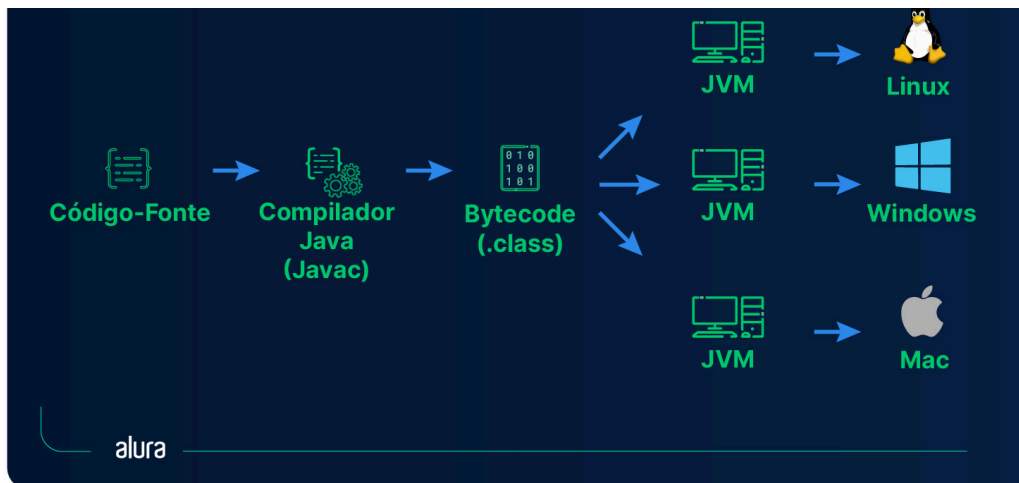 JVM
Linux
010
100
101
Código-Fonte
Compilador
Java
(Javac)
Bytecode
(.class)
JVM
Windows
JVM
Mac
alura